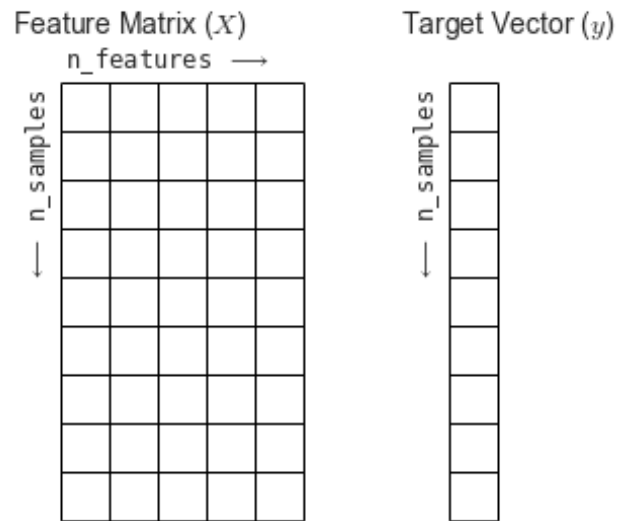 Feature Matrix (X)
n_features ⟶
n_samples
⟵
Target Vector (y)
n_samples
⟵